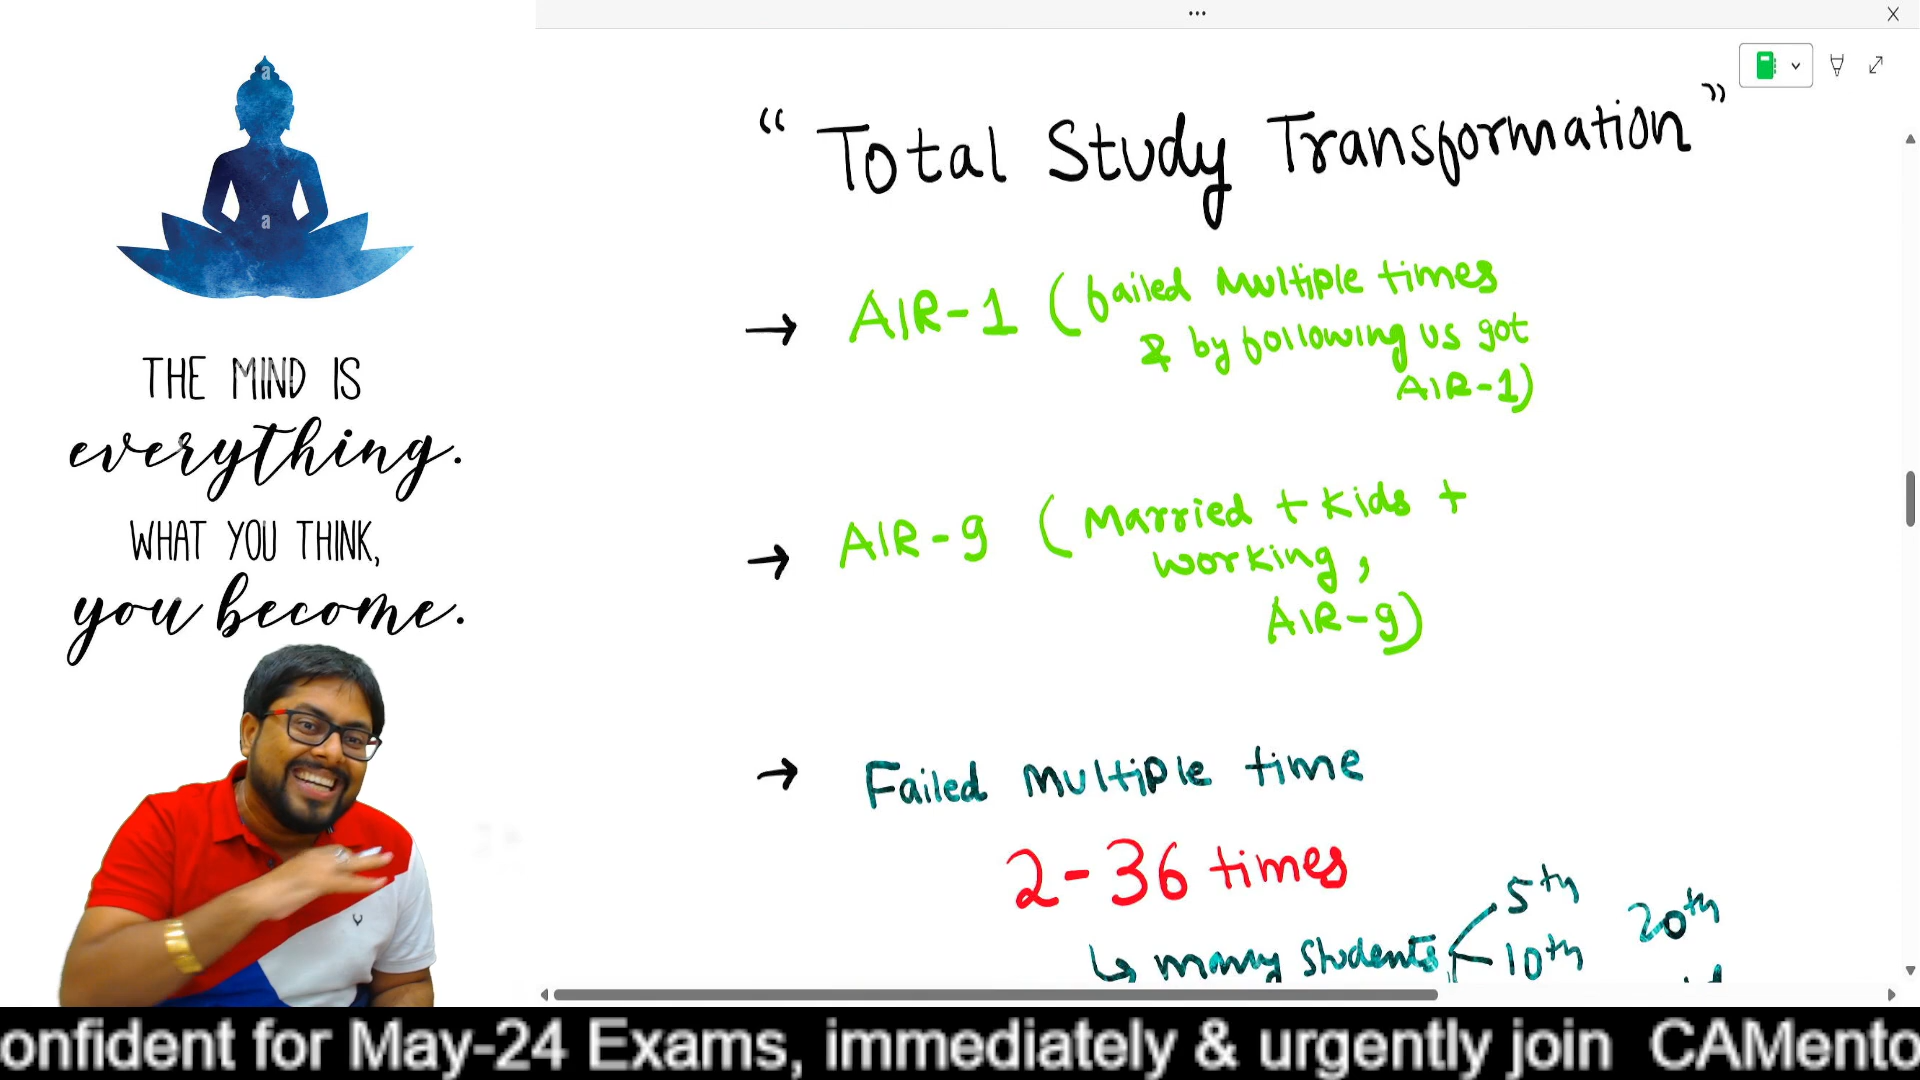 THE MIND IS
everything.
WHAT YOU THINK,
you become.
“Total Study Transformation”
→ AIR-1 (failed multiple times
& by following us got
AIR-1)
→ AIR-9 (Married + kids +
working,
AIR-9)
→ Failed multiple time
2-36 times
↳ many students
5th
10th
20th
onfident for May-24 Exams, immediately & urgently join CAMento